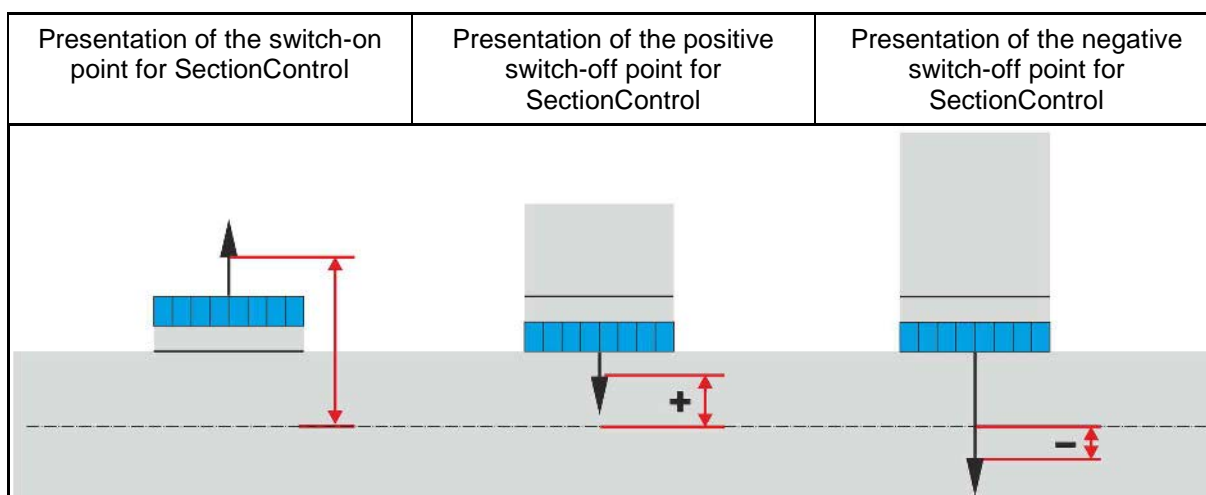 Presentation of the switch-on
point for SectionControl
Presentation of the positive
switch-off point for
SectionControl
Presentation of the negative
switch-off point for
SectionControl
+
−